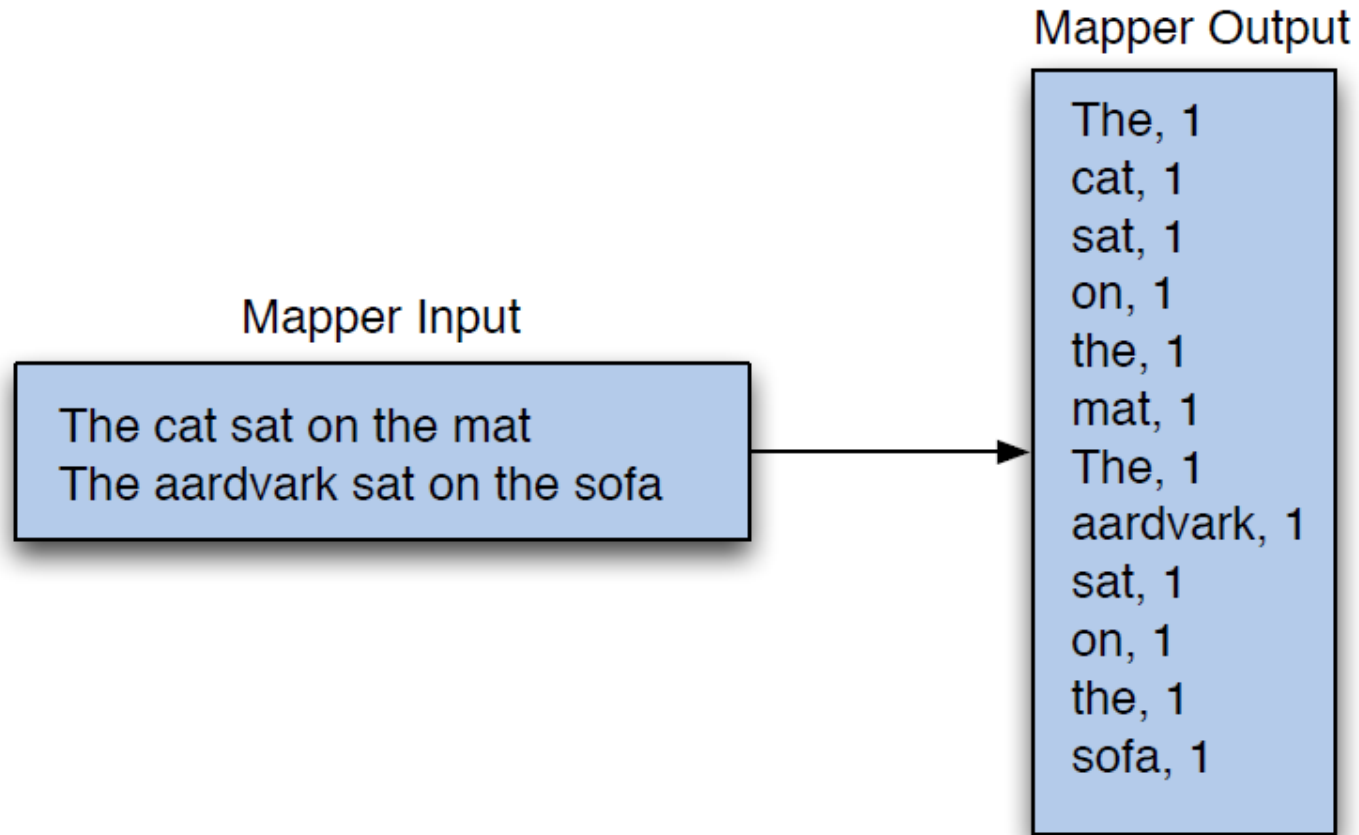 Mapper Input
The cat sat on the mat
The aardvark sat on the sofa
Mapper Output
The, 1
cat, 1
sat, 1
on, 1
the, 1
mat, 1
The, 1
aardvark, 1
sat, 1
on, 1
the, 1
sofa, 1